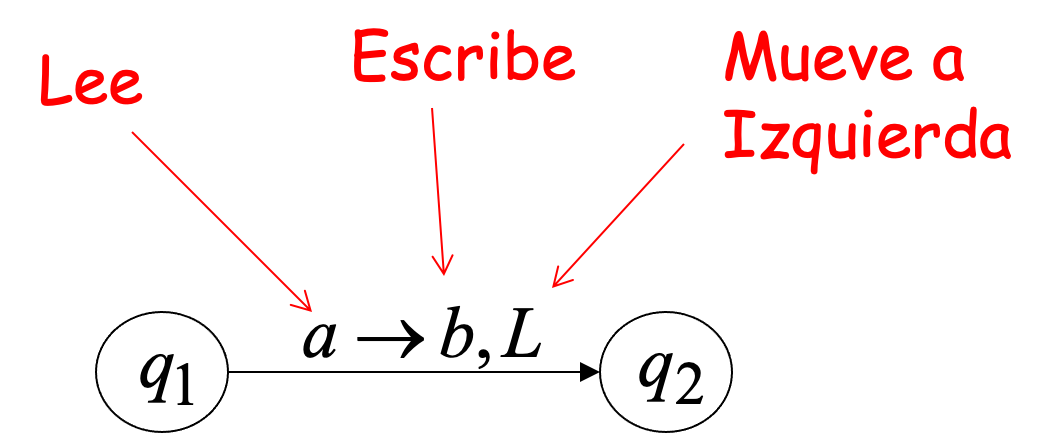 Lee
Escribe
Mueve a
Izquierda
a → b, L
q₁
q₂